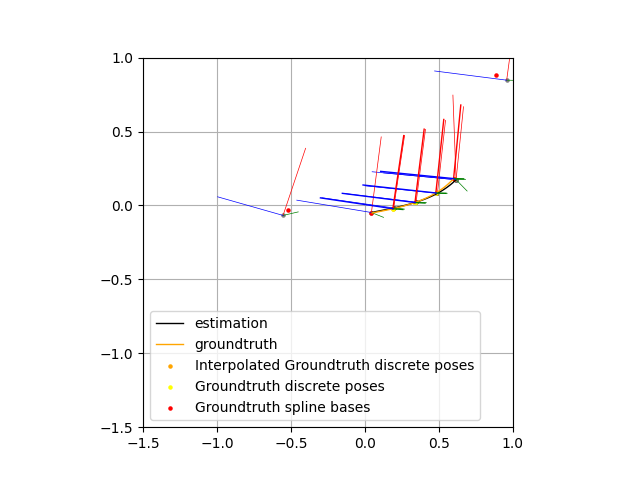 1.0
0.5
0.0
−0.5
−1.0
−1.5
estimation
groundtruth
Interpolated Groundtruth discrete poses
Groundtruth discrete poses
Groundtruth spline bases
−1.5 −1.0 −0.5 0.0 0.5 1.0